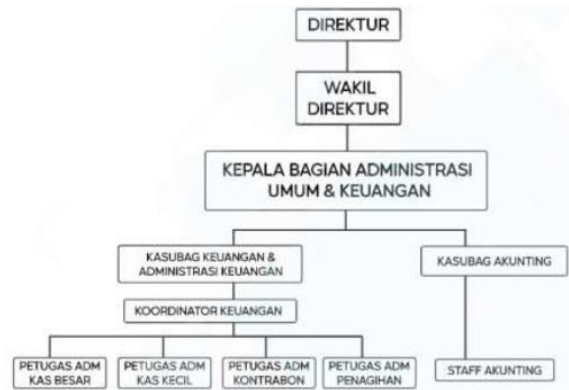 DIREKTUR
WAKIL
DIREKTUR
KEPALA BAGIAN ADMINISTRASI
UMUM & KEUANGAN
KASUBAG KEUANGAN &
ADMINISTRASI KEUANGAN
KASUBAG AKUNTING
KOORDINATOR KEUANGAN
PETUGAS ADM
KAS BESAR
PETUGAS ADM
KAS KECIL
PETUGAS ADM
KONTRABON
PETUGAS ADM
PENAGIHAN
STAFF AKUNTING